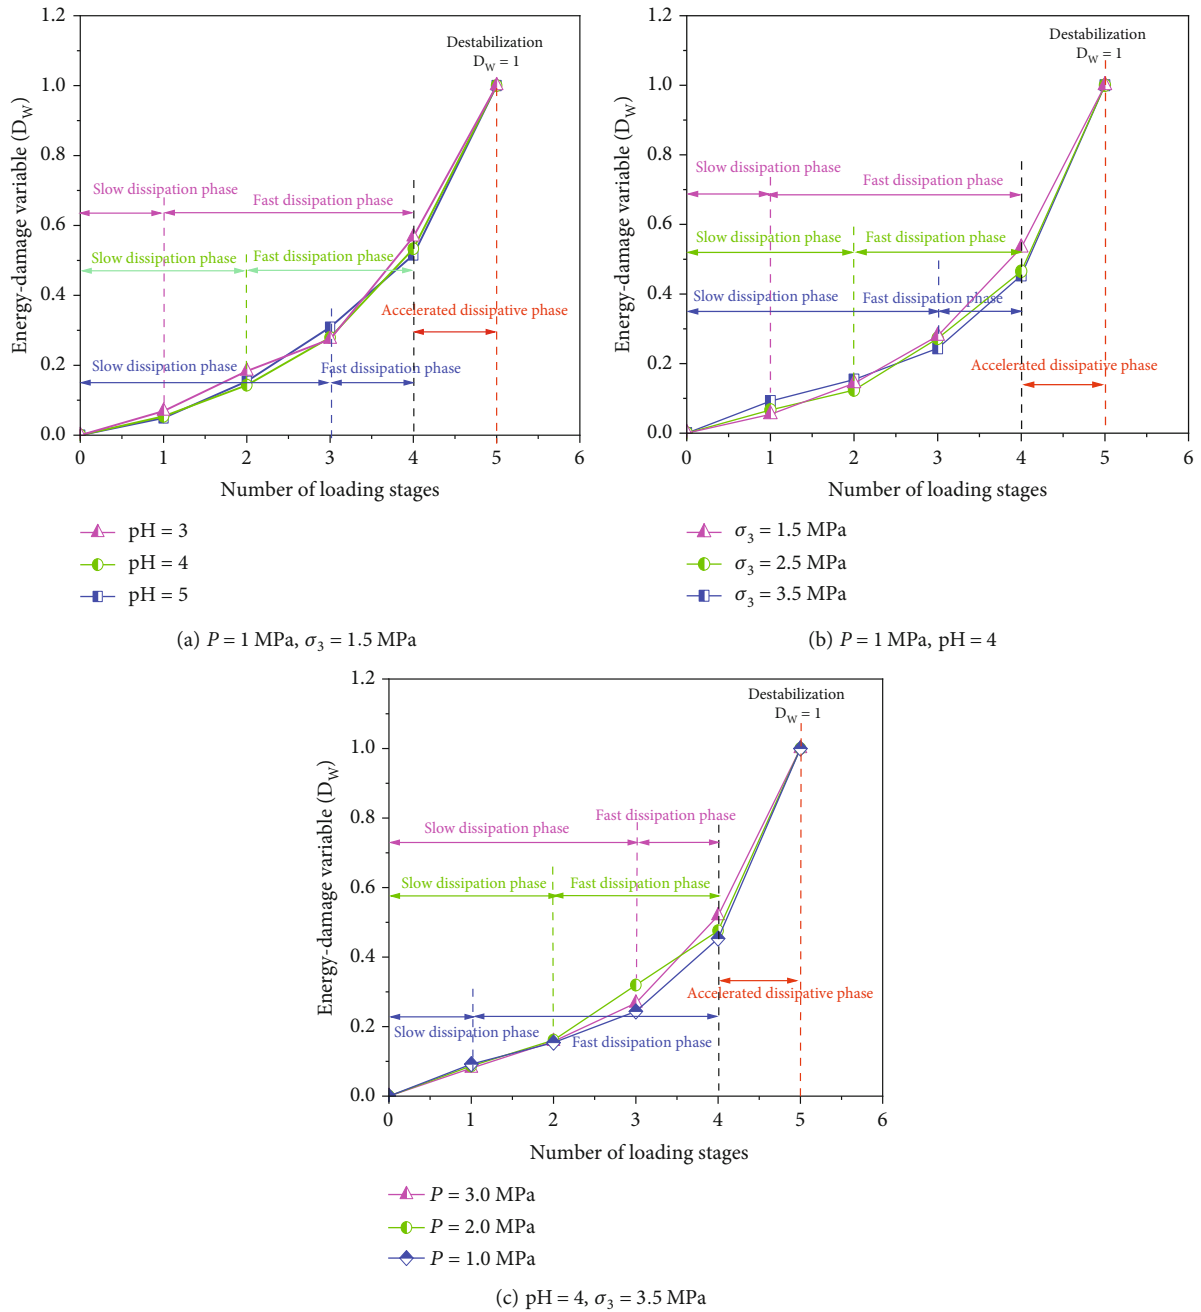 1.2
1.0
0.8
0.6
0.4
0.2
0.0
Energy-damage variable (D_W)
Destabilization
D_W = 1
Slow dissipation phase
Fast dissipation phase
Slow dissipation phase
Fast dissipation phase
Accelerated dissipative phase
Slow dissipation phase
Fast dissipation phase
0 1 2 3 4 5 6
Number of loading stages
pH = 3
pH = 4
pH = 5
(a) P = 1 MPa, σ_3 = 1.5 MPa
1.2
1.0
0.8
0.6
0.4
0.2
0.0
Energy-damage variable (D_W)
Destabilization
D_W = 1
Slow dissipation phase
Fast dissipation phase
Slow dissipation phase
Fast dissipation phase
Slow dissipation phase
Fast dissipation phase
Accelerated dissipative phase
0 1 2 3 4 5 6
Number of loading stages
σ_3 = 1.5 MPa
σ_3 = 2.5 MPa
σ_3 = 3.5 MPa
(b) P = 1 MPa, pH = 4
1.2
1.0
0.8
0.6
0.4
0.2
0.0
Energy-damage variable (D_W)
Destabilization
D_W = 1
Slow dissipation phase
Fast dissipation phase
Slow dissipation phase
Fast dissipation phase
Accelerated dissipative phase
Slow dissipation phase
Fast dissipation phase
0 1 2 3 4 5 6
Number of loading stages
P = 3.0 MPa
P = 2.0 MPa
P = 1.0 MPa
(c) pH = 4, σ_3 = 3.5 MPa